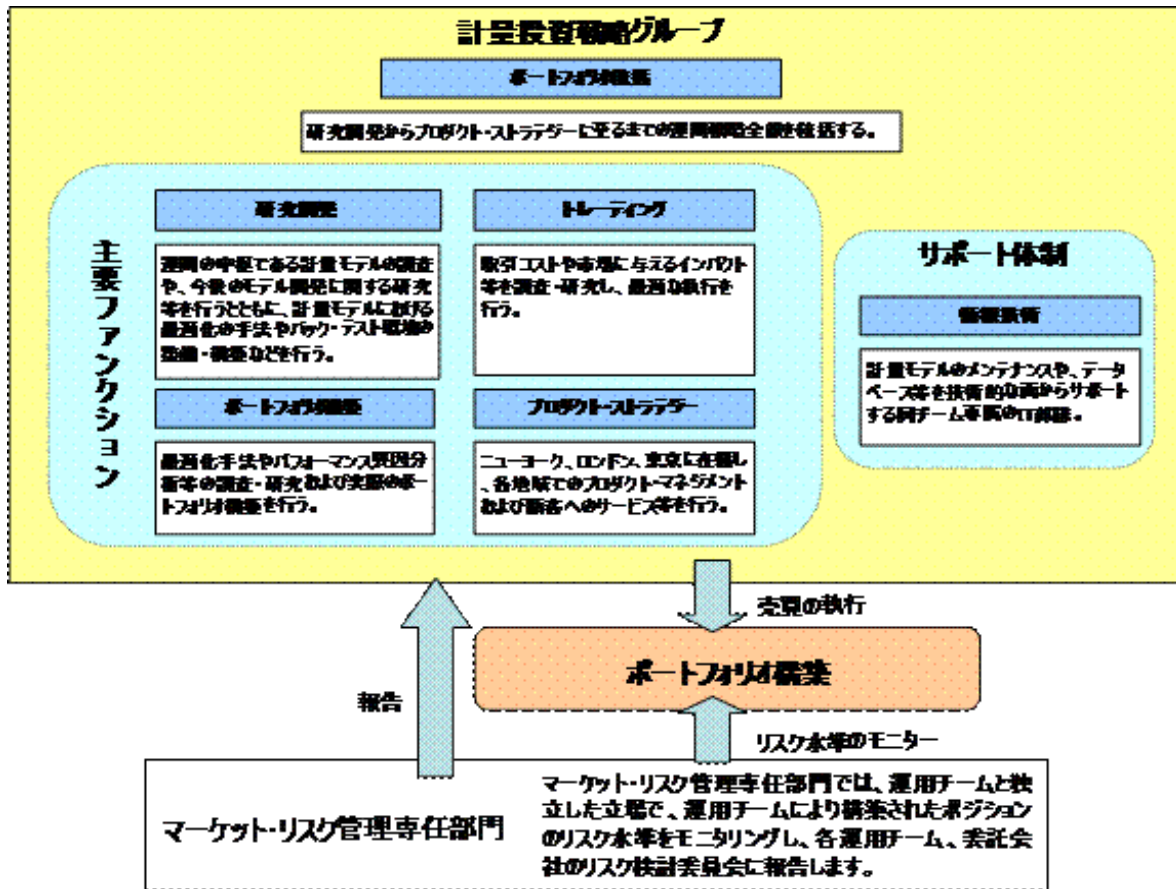 計量投資戦略グループ
ポートフォリオ統括
研究開発からプロダクト・ストラテジーに至るまでの運用構造全般を統括する。
主要ファンクション
研究開発
運用の中枢である計量モデルの調査
や、今後のモデル開発に関する研究
等を行うとともに、計量モデルにおける
最適化の手法やバック・テスト環境の
整備・構築などを行う。
トレーディング
取引コストや市場に与えるインパクト
等を調査・研究し、最適な執行を
行う。
ポートフォリオ構築
最適化手法やパフォーマンス要因分
析等の調査・研究および実際のポー
トフォリオ構築を行う。
プロダクト・ストラテジー
ニューヨーク、ロンドン、東京に在籍し
、各地域でのプロダクト・マネジメント
および顧客へのサービス等を行う。
サポート体制
情報技術
計量モデルのメンテナンスや、データ
ベース等を技術的な面からサポート
する同チーム専属のIT部隊。
売買の執行
ポートフォリオ構築
報告
リスク水準のモニター
マーケット・リスク管理専任部門
マーケット・リスク管理専任部門では、運用チームと独
立した立場で、運用チームにより構築されたポジション
のリスク水準をモニタリングし、各運用チーム、委託会
社のリスク検討委員会に報告します。